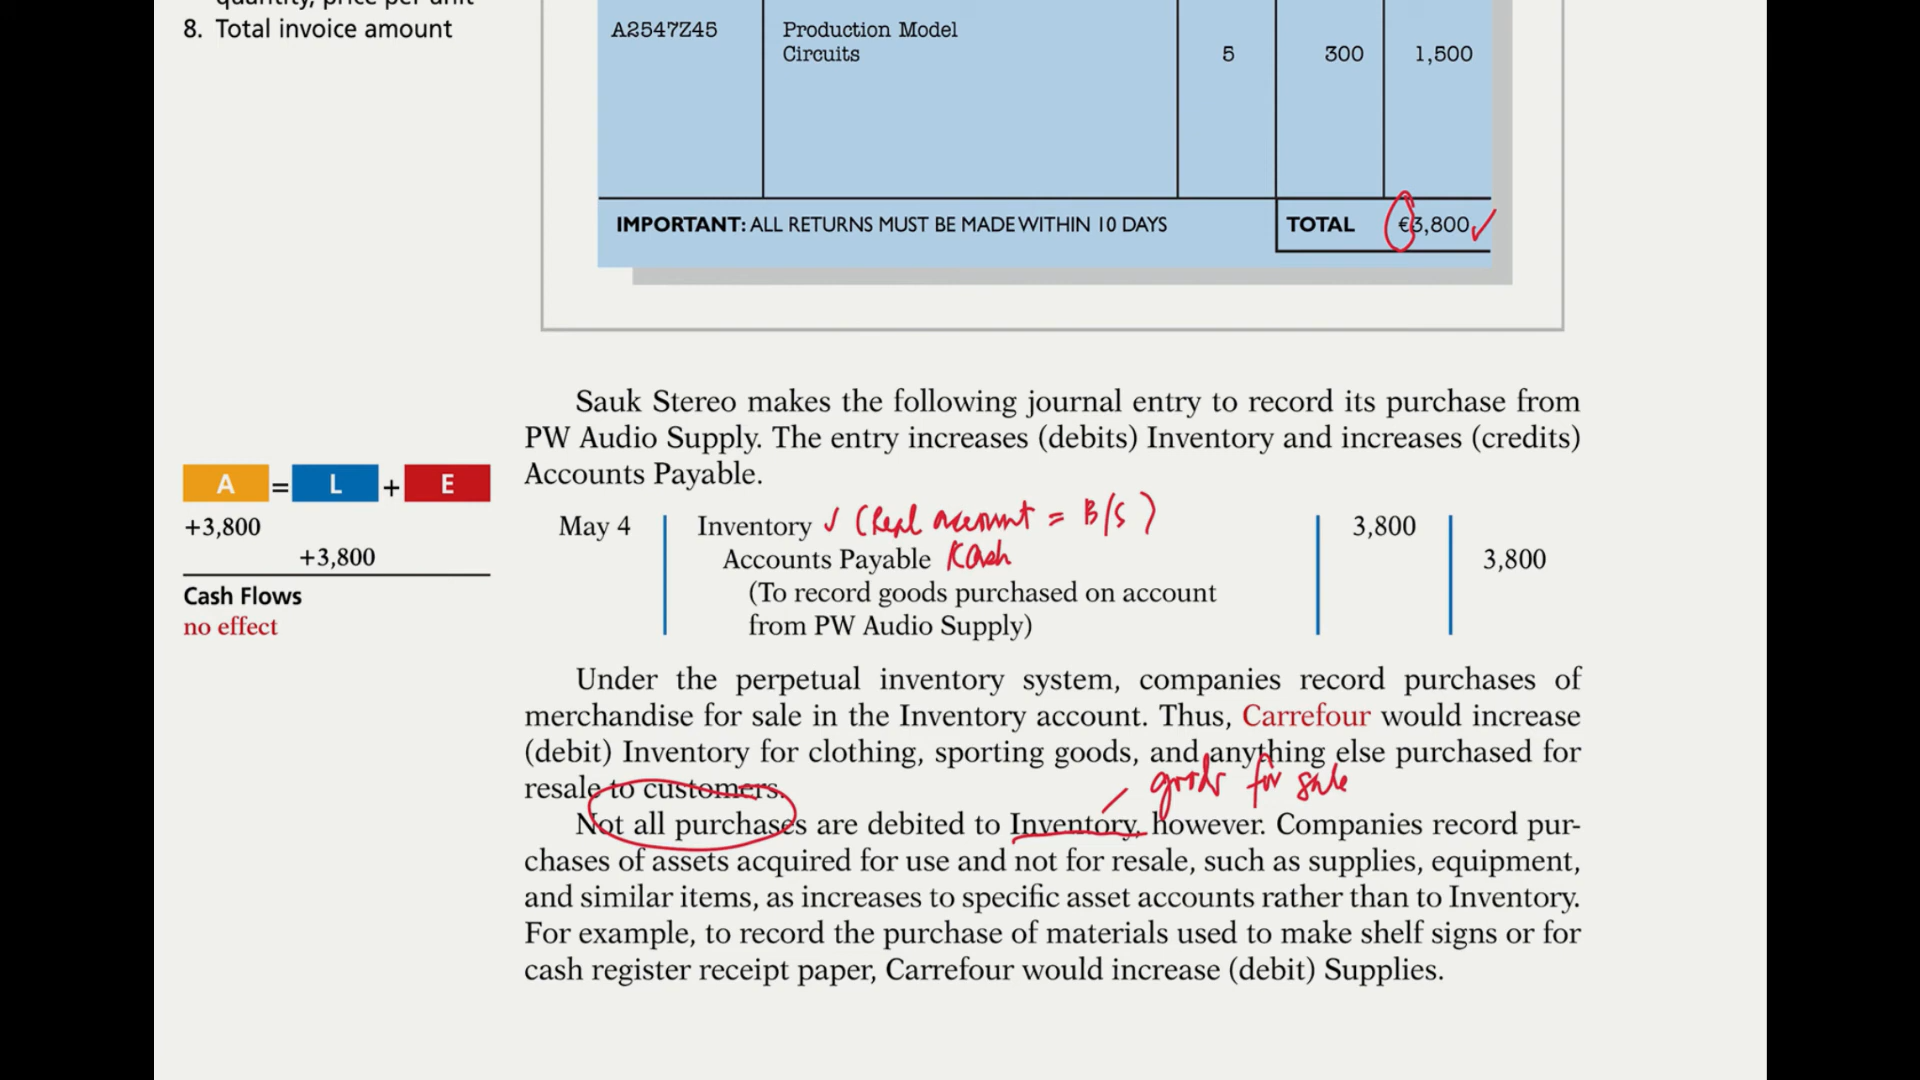 quantity, price per unit
8. Total invoice amount
A2547Z45 Production Model
Circuits 5 300 1,500
IMPORTANT: ALL RETURNS MUST BE MADE WITHIN 10 DAYS TOTAL €3,800 ✓
Sauk Stereo makes the following journal entry to record its purchase from
PW Audio Supply. The entry increases (debits) Inventory and increases (credits)
Accounts Payable.
A = L + E
+3,800
+3,800
Cash Flows
no effect
May 4 Inventory ✓ (Real account = B/S) 3,800
Accounts Payable Kcash 3,800
(To record goods purchased on account
from PW Audio Supply)
Under the perpetual inventory system, companies record purchases of
merchandise for sale in the Inventory account. Thus, Carrefour would increase
(debit) Inventory for clothing, sporting goods, and anything else purchased for
resale to customers.
goods for sale
Not all purchases are debited to Inventory, however. Companies record pur-
chases of assets acquired for use and not for resale, such as supplies, equipment,
and similar items, as increases to specific asset accounts rather than to Inventory.
For example, to record the purchase of materials used to make shelf signs or for
cash register receipt paper, Carrefour would increase (debit) Supplies.